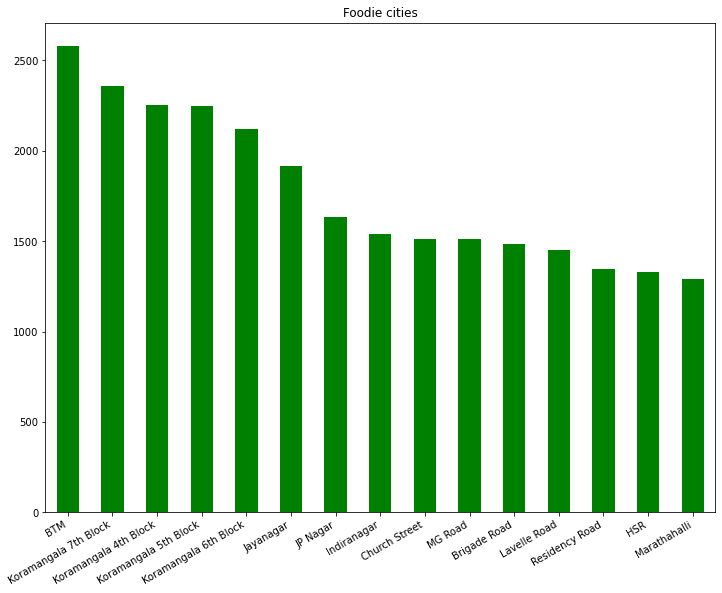 Foodie cities
2500
2000
1500
1000
500
0
BTM
Koramangala 7th Block
Koramangala 4th Block
Koramangala 5th Block
Koramangala 6th Block
Jayanagar
JP Nagar
Indiranagar
Church Street
MG Road
Brigade Road
Lavelle Road
Residency Road
HSR
Marathahalli